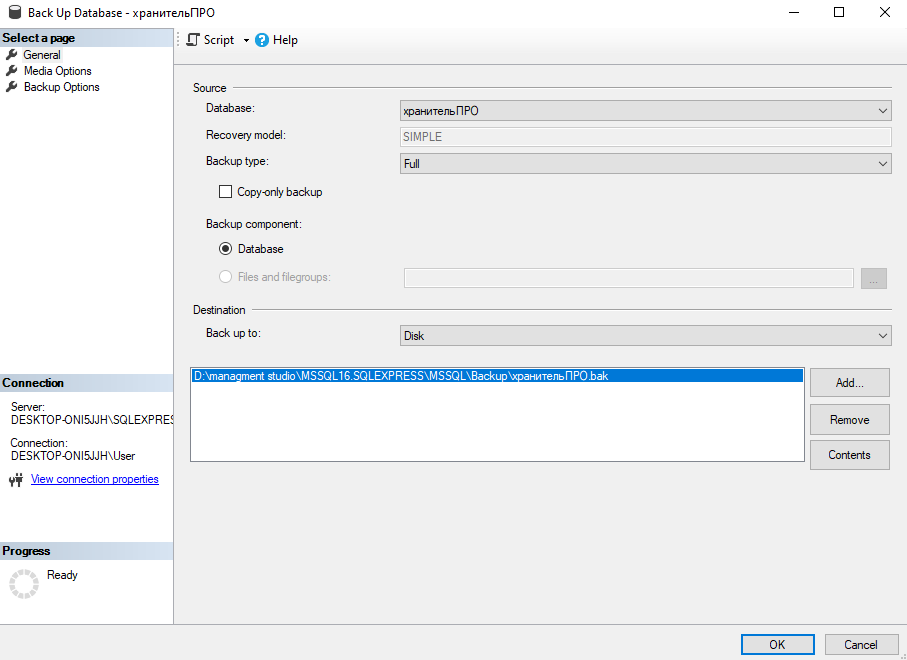 Back Up Database - хранительПРО
Select a page
General
Media Options
Backup Options
Script
Help
Source
Database:
хранительПРО
Recovery model:
SIMPLE
Backup type:
Full
Copy-only backup
Backup component:
Database
Files and filegroups:
...
Destination
Back up to:
Disk
D:\managment studio\MSSQL16.SQLEXPRESS\MSSQL\Backup\хранительПРО.bak
Add...
Remove
Contents
Connection
Server:
DESKTOP-ONI5JJH\SQLEXPRES
Connection:
DESKTOP-ONI5JJH\User
View connection properties
Progress
Ready
OK
Cancel